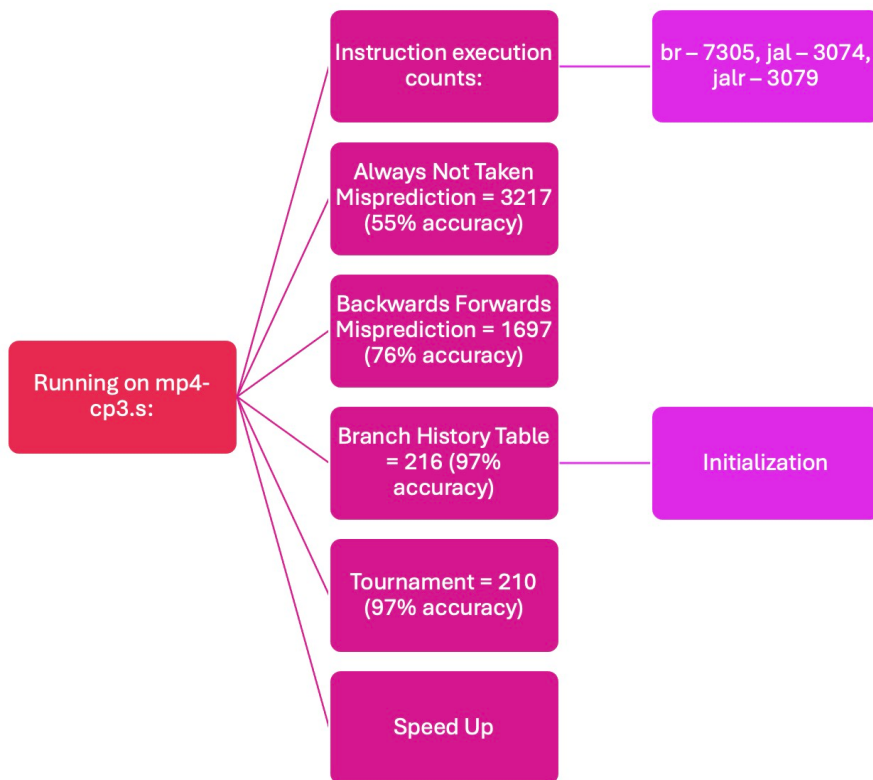 Running on mp4-
cp3.s:
Instruction execution
counts:
br – 7305, jal – 3074,
jalr – 3079
Always Not Taken
Misprediction = 3217
(55% accuracy)
Backwards Forwards
Misprediction = 1697
(76% accuracy)
Branch History Table
= 216 (97%
accuracy)
Initialization
Tournament = 210
(97% accuracy)
Speed Up